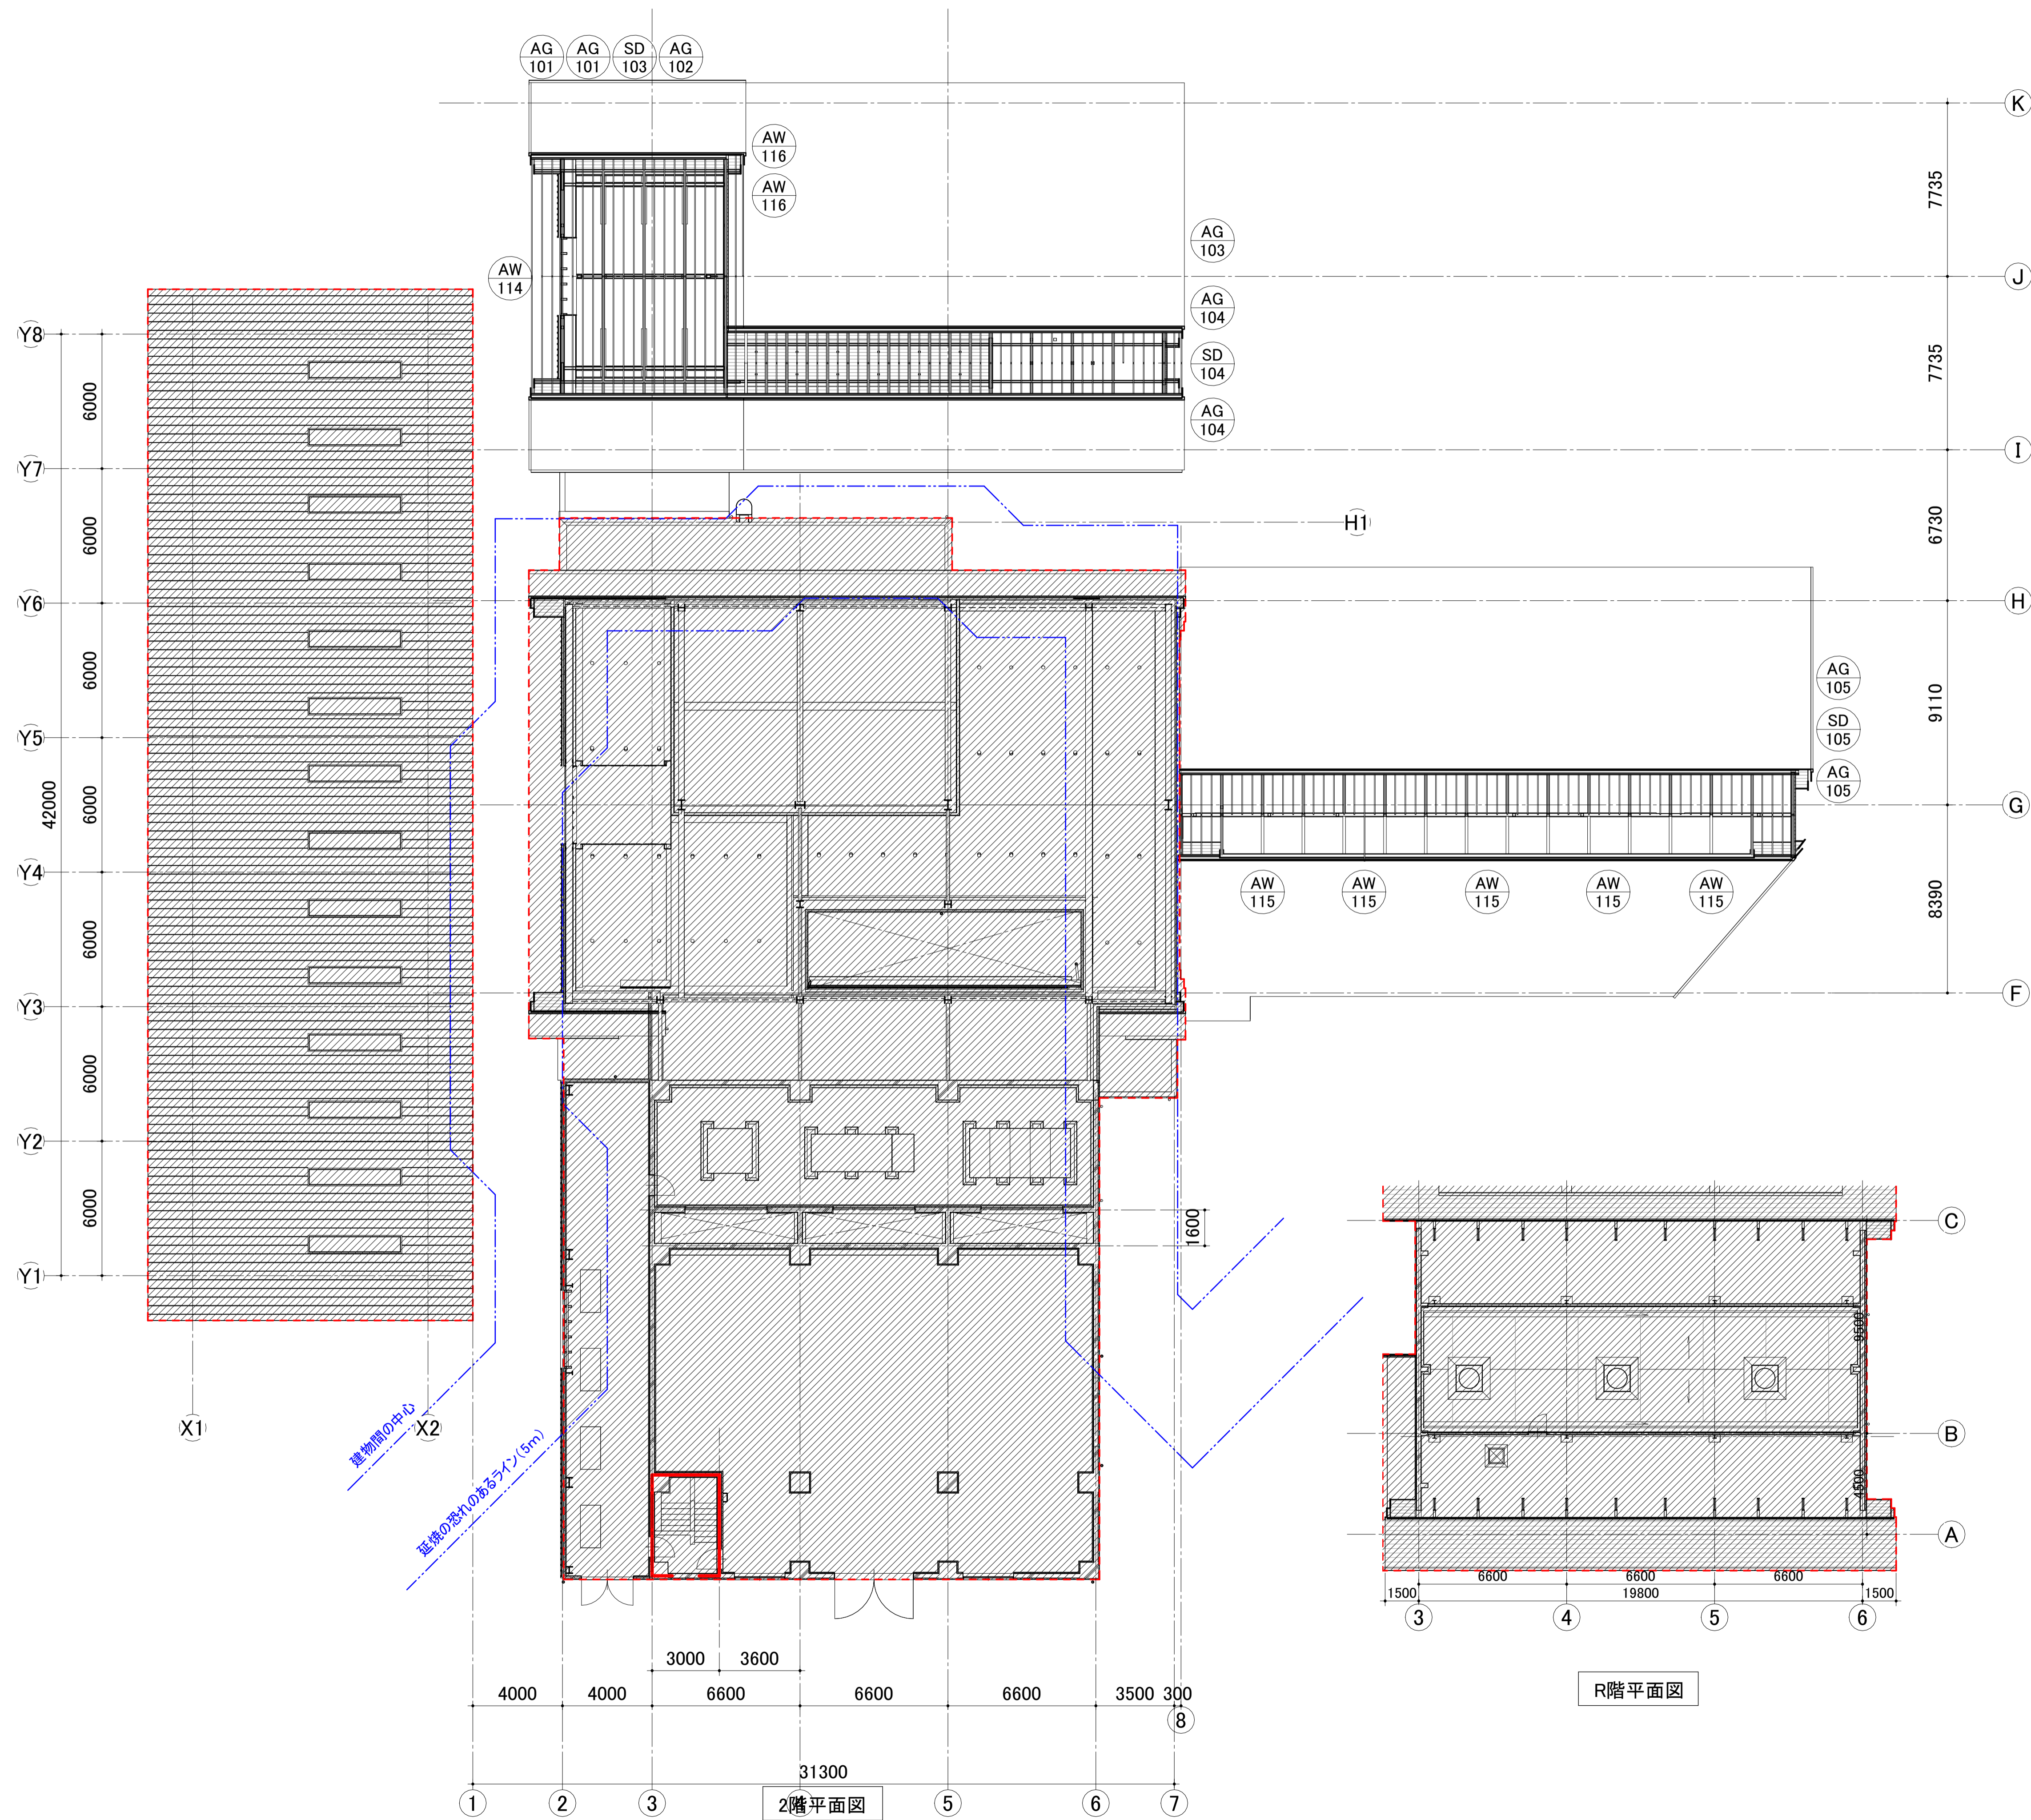 AG
101
AG
101
SD
103
AG
102
K
AW
116
AW
116
7735
AG
103
AW
114
J
AG
104
SD
104
7735
AG
104
I
Y8
6000
Y7
6000
H1
6730
Y6
H
6000
AG
105
SD
105
AG
105
9110
Y5
42000
6000
G
Y4
AW
115
AW
115
AW
115
AW
115
AW
115
8390
6000
Y3
F
6000
Y2
6000
1600
Y1
C
9500
B
4500
A
X1
X2
建物間の中心
延焼の恐れのあるライン(5m)
6600
6600
6600
1500
19800
1500
3
4
5
6
R階平面図
3000
3600
4000
4000
6600
6600
6600
3500
300
8
31300
1
2
3
4
5
6
7
2階平面図